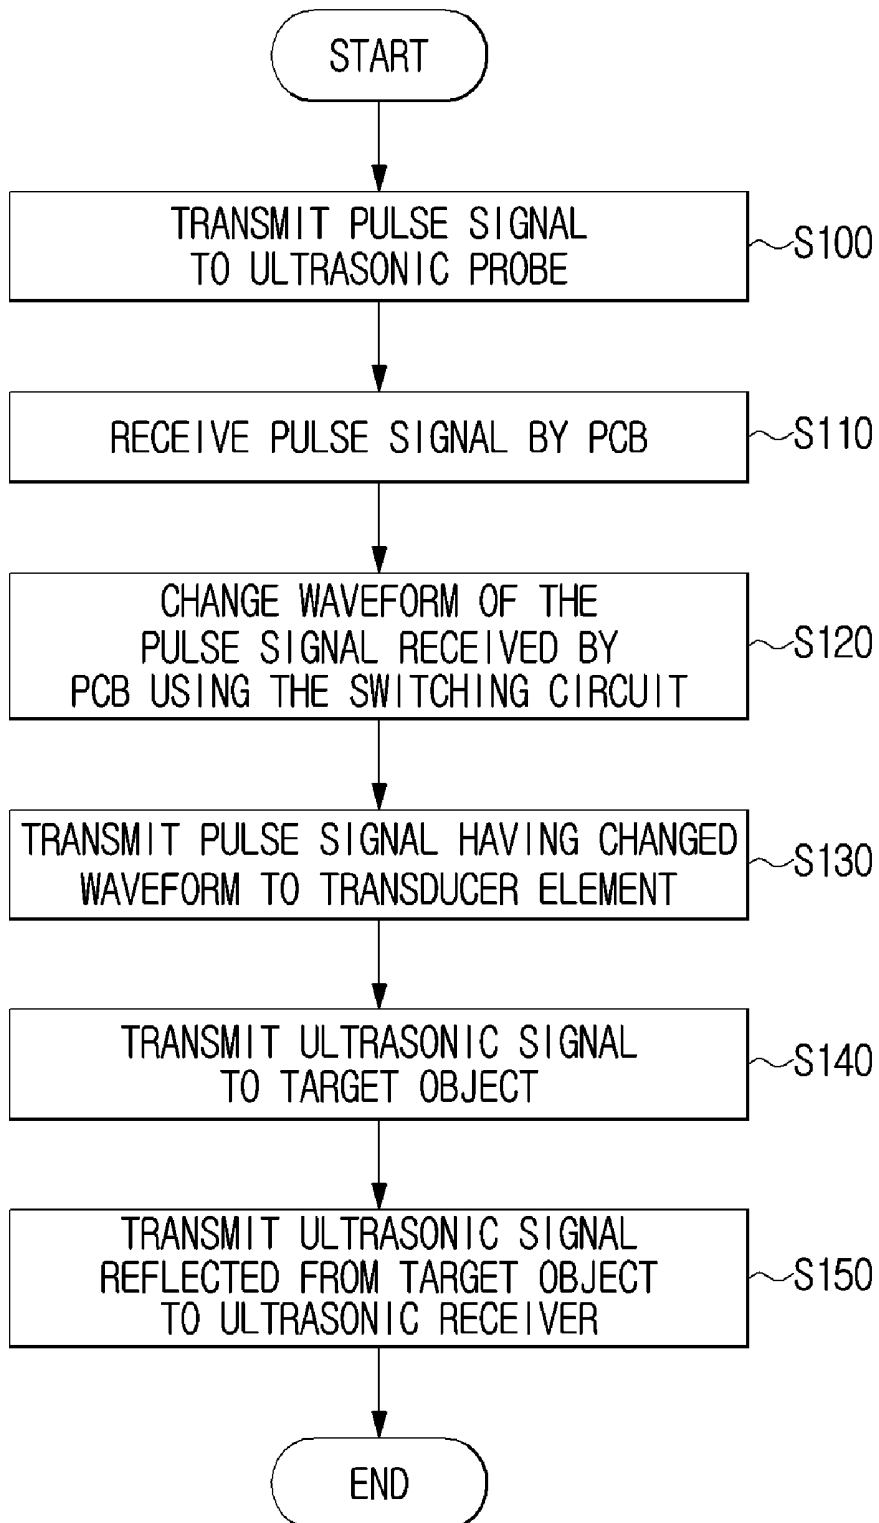 START
TRANSMIT PULSE SIGNAL
TO ULTRASONIC PROBE
S100
RECEIVE PULSE SIGNAL BY PCB
S110
CHANGE WAVEFORM OF THE
PULSE SIGNAL RECEIVED BY
PCB USING THE SWITCHING CIRCUIT
S120
TRANSMIT PULSE SIGNAL HAVING CHANGED
WAVEFORM TO TRANSDUCER ELEMENT
S130
TRANSMIT ULTRASONIC SIGNAL
TO TARGET OBJECT
S140
TRANSMIT ULTRASONIC SIGNAL
REFLECTED FROM TARGET OBJECT
TO ULTRASONIC RECEIVER
S150
END